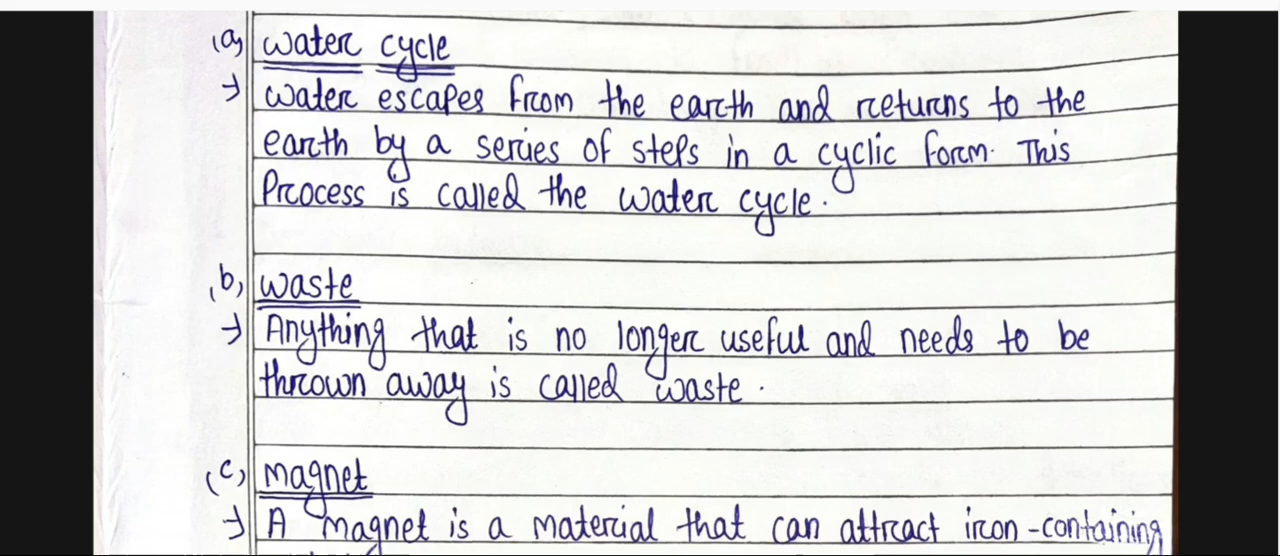 (a) water cycle
→ water escapes from the earth and returns to the
earth by a series of steps in a cyclic form. This
Process is called the water cycle.
(b) waste
→ Anything that is no longer useful and needs to be
thrown away is called waste.
(c) magnet
→ A magnet is a material that can attract iron-containing